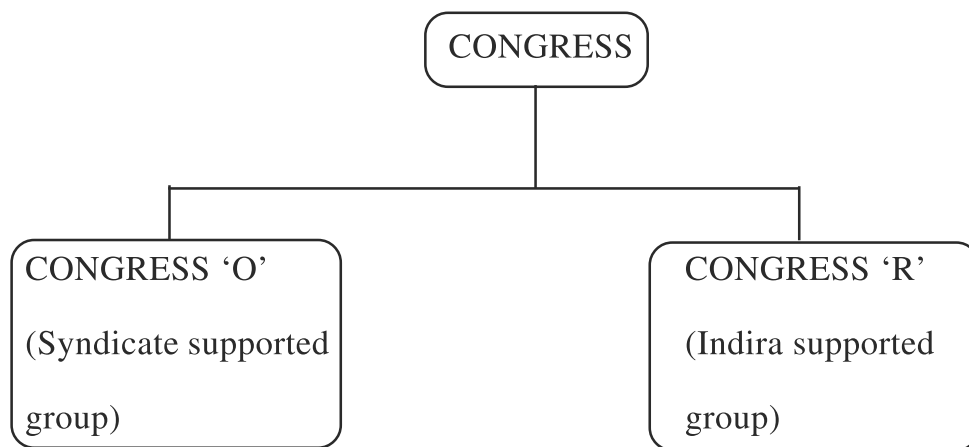 CONGRESS
CONGRESS ‘O’
(Syndicate supported
group)
CONGRESS ‘R’
(Indira supported
group)